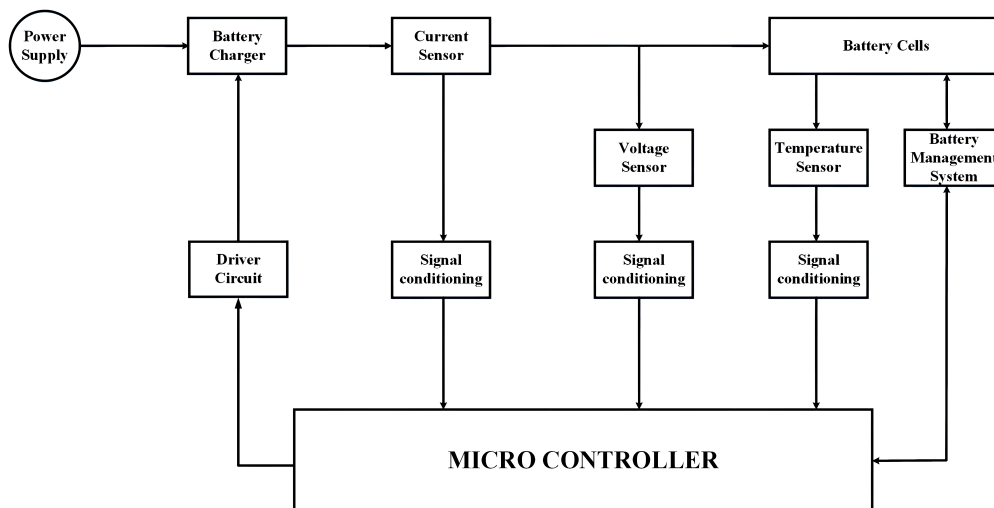 Power
Supply
Battery
Charger
Current
Sensor
Battery Cells
Voltage
Sensor
Temperature
Sensor
Battery
Management
System
Driver
Circuit
Signal
conditioning
Signal
conditioning
Signal
conditioning
MICRO CONTROLLER